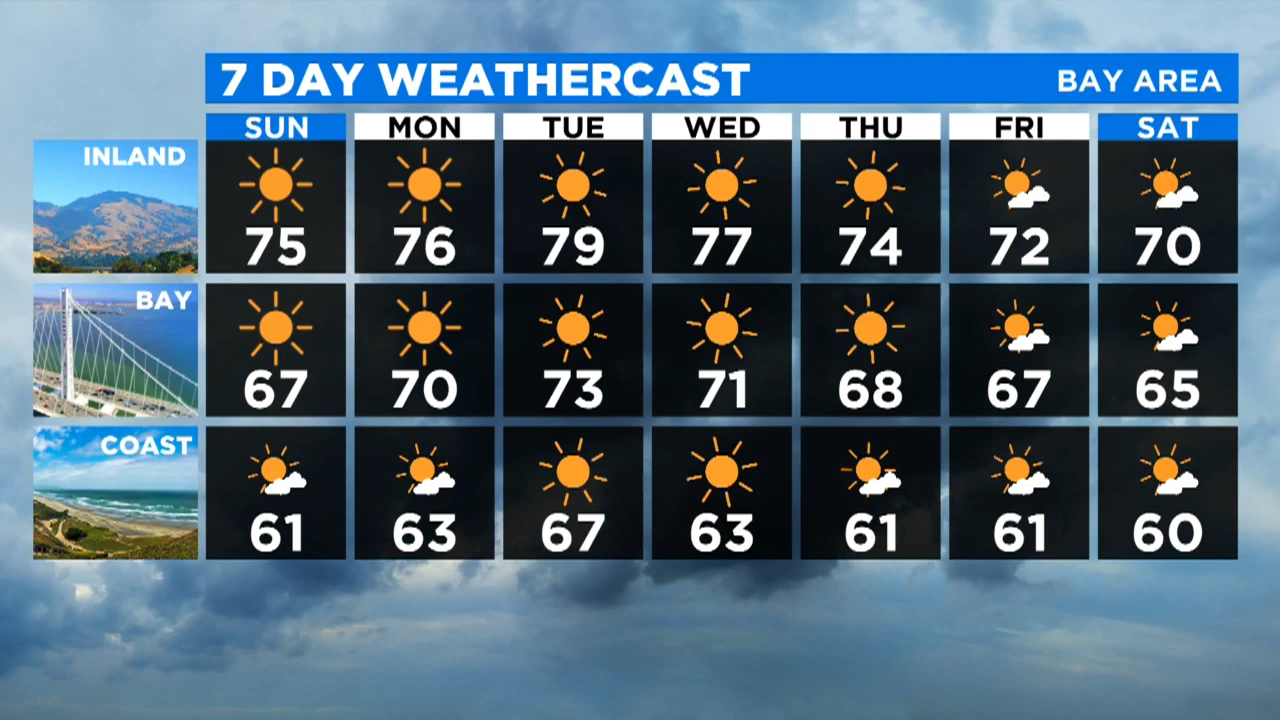 7 DAY WEATHERCAST BAY AREA
SUN MON TUE WED THU FRI SAT
INLAND
75 76 79 77 74 72 70
BAY
67 70 73 71 68 67 65
COAST
61 63 67 63 61 61 60